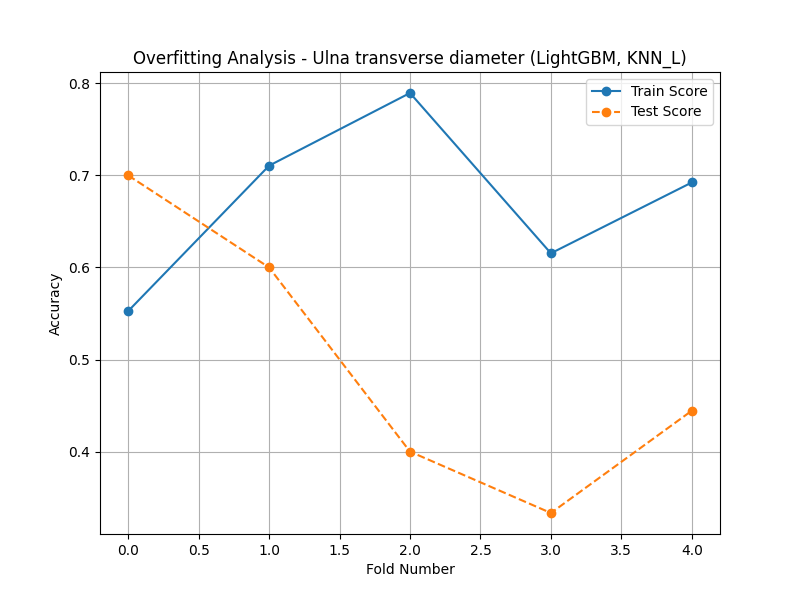 Overfitting Analysis - Ulna transverse diameter (LightGBM, KNN_L)
Train Score
Test Score
Accuracy
0.8
0.7
0.6
0.5
0.4
0.0 0.5 1.0 1.5 2.0 2.5 3.0 3.5 4.0
Fold Number